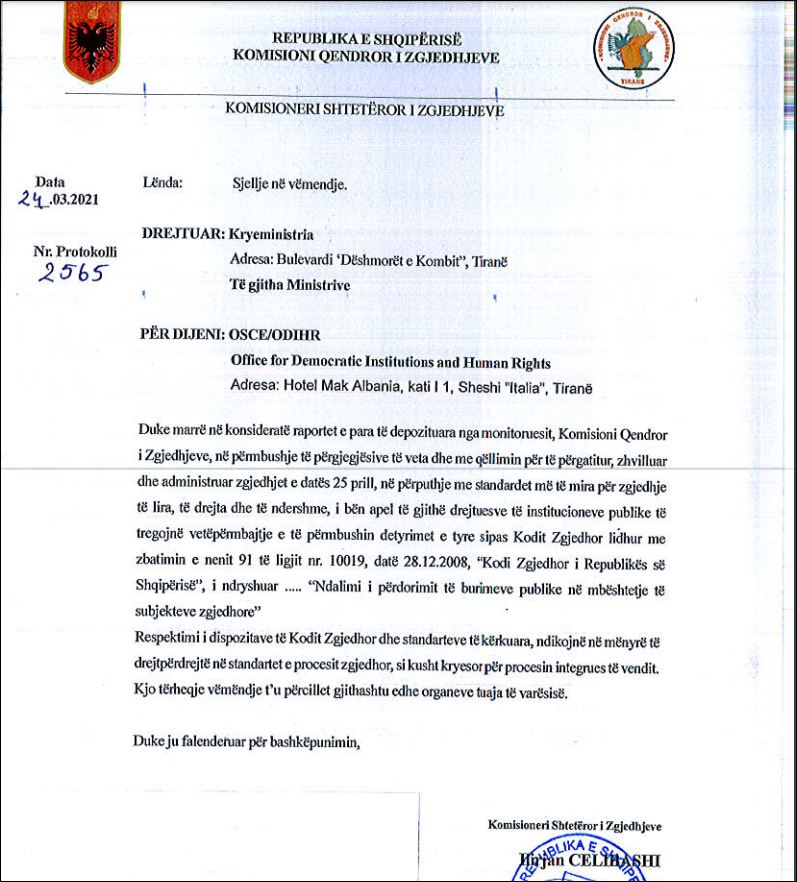 REPUBLIKA E SHQIPËRISË
KOMISIONI QENDROR I ZGJEDHJEVE
KOMISIONI QENDROR I ZGJEDHJEVE
TIRANË
KOMISIONERI SHTETËROR I ZGJEDHJEVE
Data
24.03.2021
Lënda: Sjellje në vëmendje.
Nr. Protokolli
2565
DREJTUAR: Kryeministria
Adresa: Bulevardi ‘Dëshmorët e Kombit”, Tiranë
Të gjitha Ministrive
PËR DIJENI: OSCE/ODIHR
Office for Democratic Institutions and Human Rights
Adresa: Hotel Mak Albania, kati I 1, Sheshi "Italia", Tiranë
Duke marrë në konsideratë raportet e para të depozituara nga monitoruesit, Komisioni Qendror
i Zgjedhjeve, në përmbushje të përgjegjësive të veta dhe me qëllimin për të përgatitur, zhvilluar
dhe administruar zgjedhjet e datës 25 prill, në përputhje me standardet më të mira për zgjedhje
të lira, të drejta dhe të ndershme, i bën apel të gjithë drejtuesve të institucioneve publike të
tregojnë vetëpërmbajtje e të përmbushin detyrimet e tyre sipas Kodit Zgjedhor lidhur me
zbatimin e nenit 91 të ligjit nr. 10019, datë 28.12.2008, “Kodi Zgjedhor i Republikës së
Shqipërisë”, i ndryshuar ..... “Ndalimi i përdorimit të burimeve publike në mbështetje të
subjekteve zgjedhore”
Respektimi i dispozitave të Kodit Zgjedhor dhe standarteve të kërkuara, ndikojnë në mënyrë të
drejtpërdrejtë në standartet e procesit zgjedhor, si kusht kryesor për procesin integrues të vendit.
Kjo tërheqje vëmëndje t’u përcillet gjithashtu edhe organeve tuaja të varësisë.
Duke ju falenderuar për bashkëpunimin,
Komisioneri Shtetëror i Zgjedhjeve
Ilirjan CELIBASHI
REPUBLIKA E SHQIPË